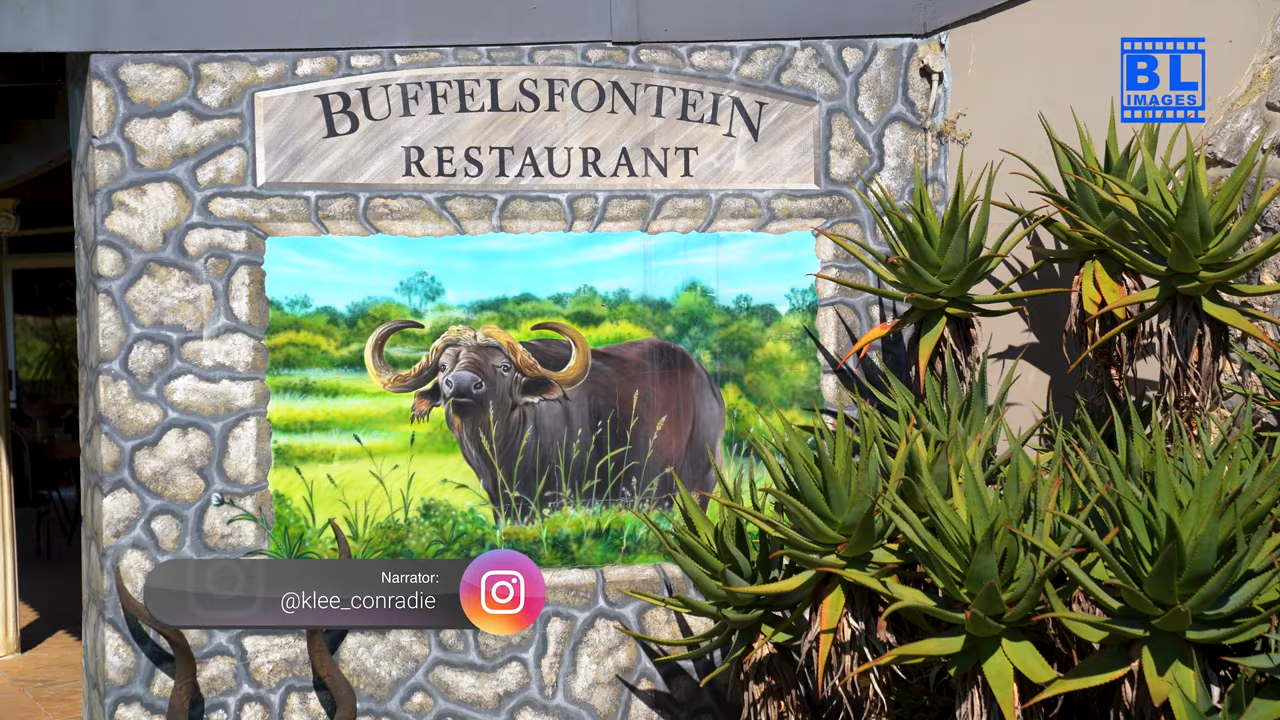 BUFFELSFONTEIN
RESTAURANT
BL
IMAGES
Narrator:
@klee_conradie